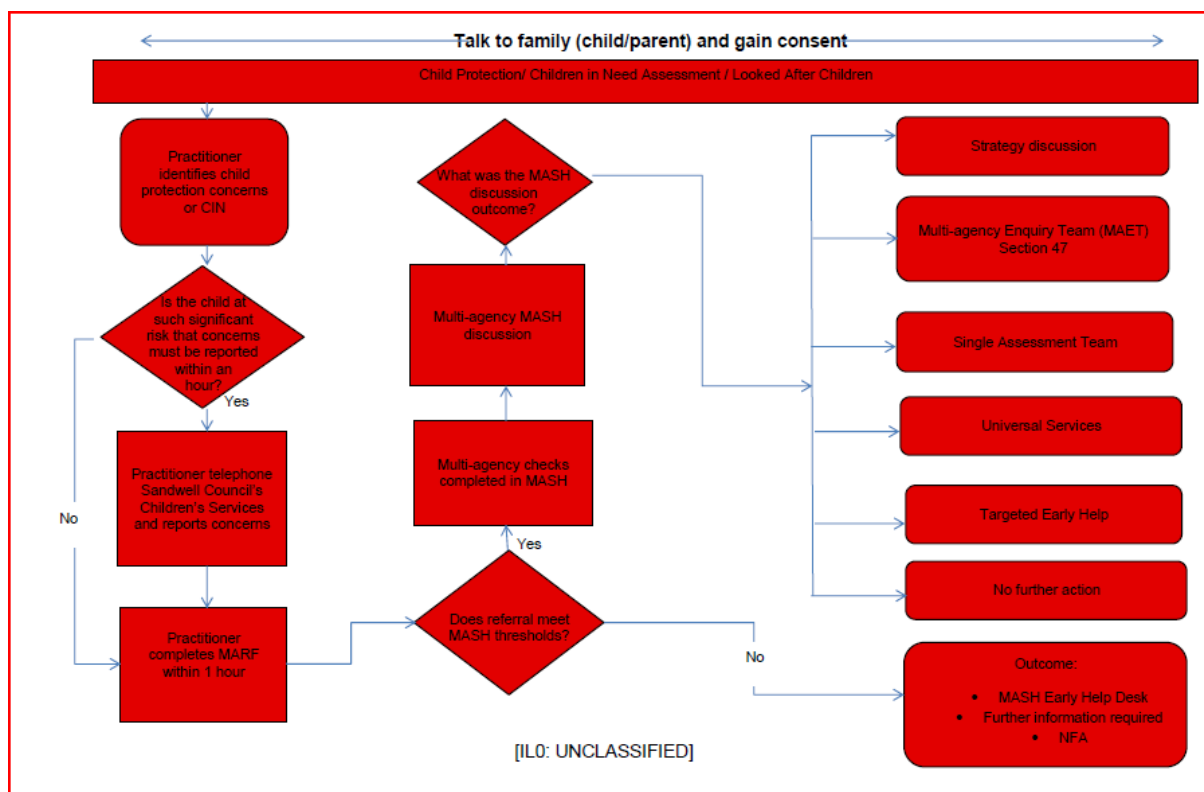 Talk to family (child/parent) and gain consent
Child Protection/ Children in Need Assessment / Looked After Children
Practitioner
identifies child
protection concerns
or CIN
Is the child at
such significant
risk that concerns
must be reported
within an
hour?
Yes
No
Practitioner telephone
Sandwell Council's
Children's Services
and reports concerns
Practitioner
completes MARF
within 1 hour
What was the MASH
discussion
outcome?
Multi-agency MASH
discussion
Multi-agency checks
completed in MASH
Yes
Does referral meet
MASH thresholds?
No
Strategy discussion
Multi-agency Enquiry Team (MAET)
Section 47
Single Assessment Team
Universal Services
Targeted Early Help
No further action
Outcome:
• MASH Early Help Desk
• Further information required
• NFA
[IL0: UNCLASSIFIED]